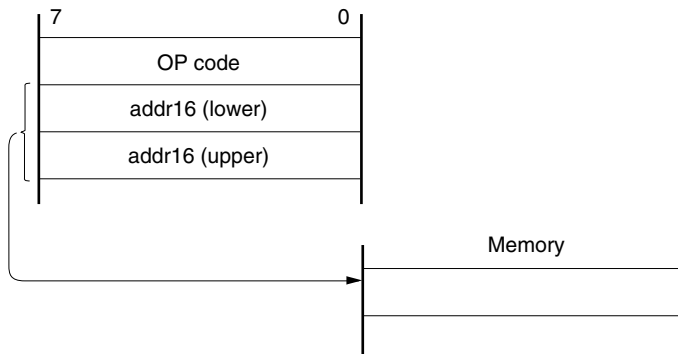 7 0
OP code
addr16 (lower)
addr16 (upper)
Memory